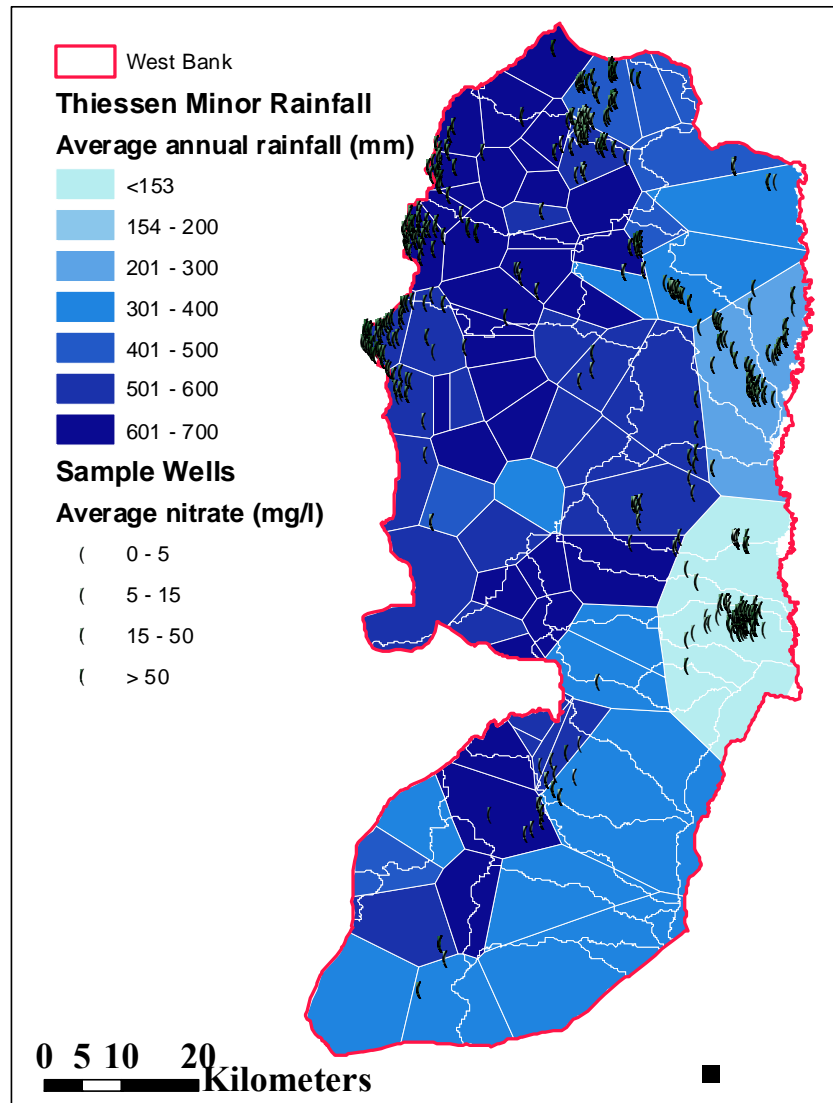 West Bank
Thiessen Minor Rainfall
Average annual rainfall (mm)
<153
154 - 200
201 - 300
301 - 400
401 - 500
501 - 600
601 - 700
Sample Wells
Average nitrate (mg/l)
0 - 5
5 - 15
15 - 50
> 50
0 5 10 20
Kilometers